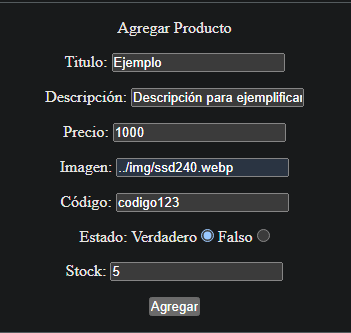 Agregar Producto
Titulo: Ejemplo
Descripción: Descripción para ejemplificar
Precio: 1000
Imagen: ../img/ssd240.webp
Código: codigo123
Estado: Verdadero Falso
Stock: 5
Agregar